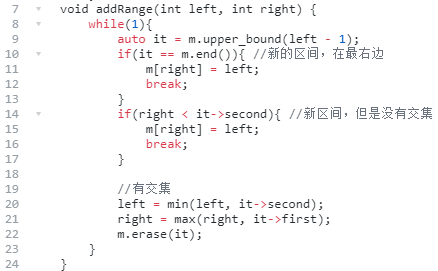 7 void addRange(int left, int right) {
8 while(1){
9 auto it = m.upper_bound(left - 1);
10 if(it == m.end()){ //新的区间，在最右边
11 m[right] = left;
12 break;
13 }
14 if(right < it->second){ //新区间，但是没有交集
15 m[right] = left;
16 break;
17 }
18
19 //有交集
20 left = min(left, it->second);
21 right = max(right, it->first);
22 m.erase(it);
23 }
24 }